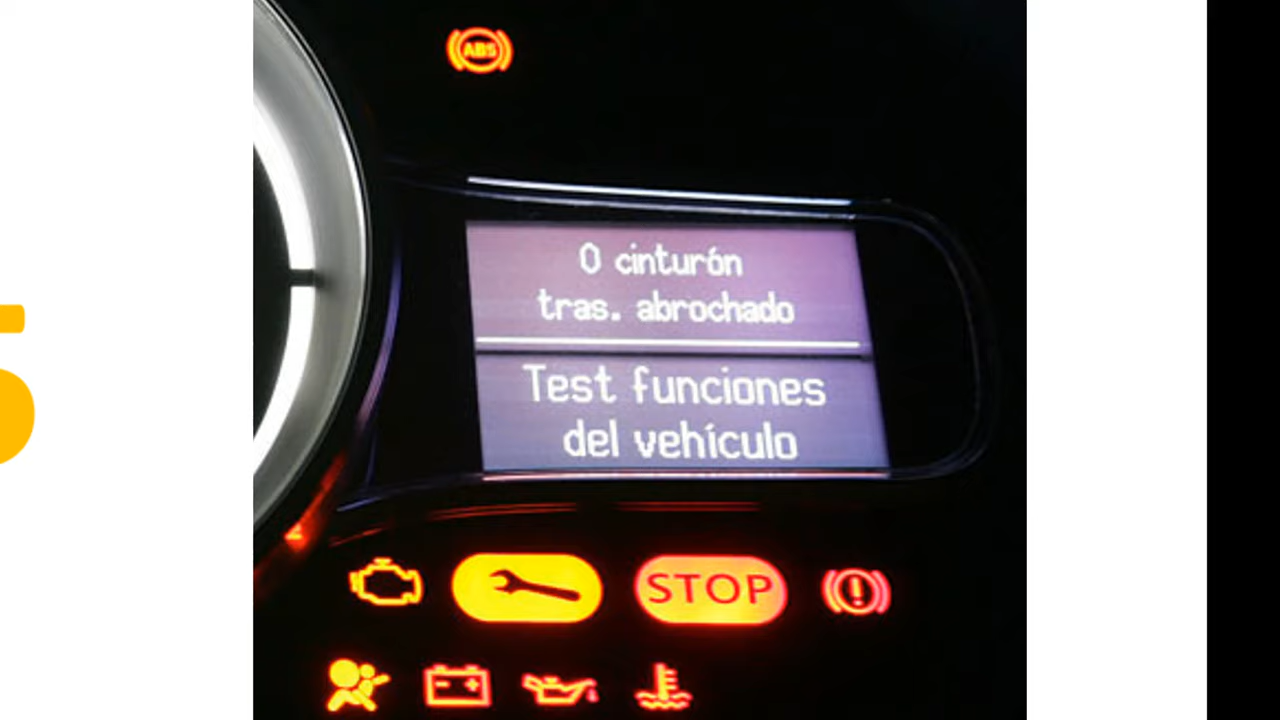 ABS
0 cinturón
tras. abrochado
Test funciones
del vehículo
STOP